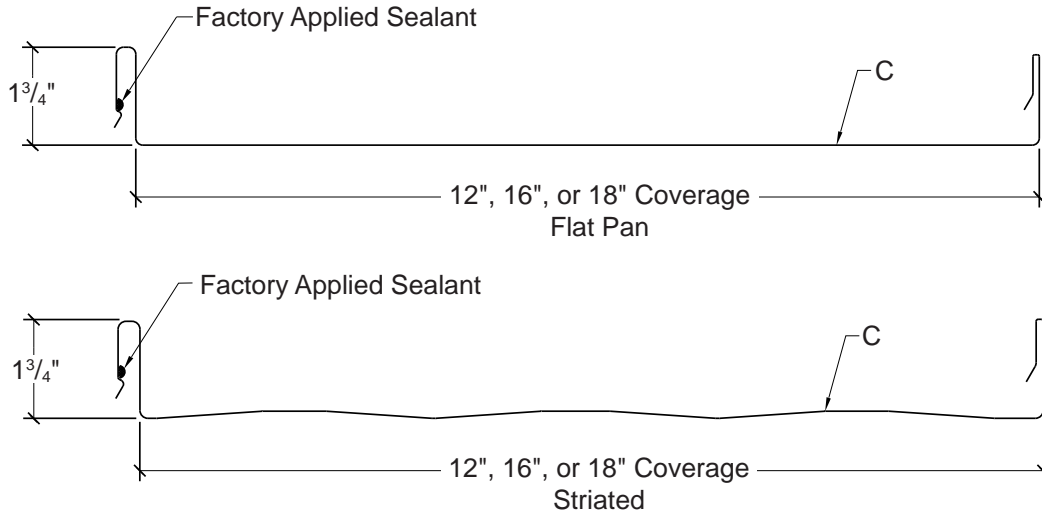 Factory Applied Sealant
1 3/4"
C
12", 16", or 18" Coverage
Flat Pan
Factory Applied Sealant
1 3/4"
C
12", 16", or 18" Coverage
Striated